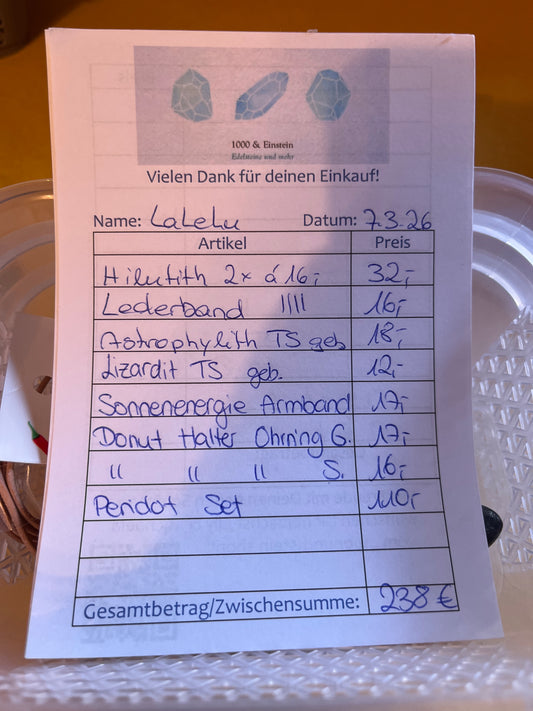 1000 & Einstein
Edelsteine und mehr
Vielen Dank für deinen Einkauf!
Name: LaLeLu Datum: 7.3.26
Artikel Preis
Hilutith 2x á 16,- 32,-
Lederband |||| 16,-
Astrophylith TS geb. 18,-
Lizardit TS geb. 12,-
Sonnenenergie Armband 17,-
Donut Halter Ohrring G. 17,-
" " " S. 16,-
Peridot Set 110,-
Gesamtbetrag/Zwischensumme: 238 €